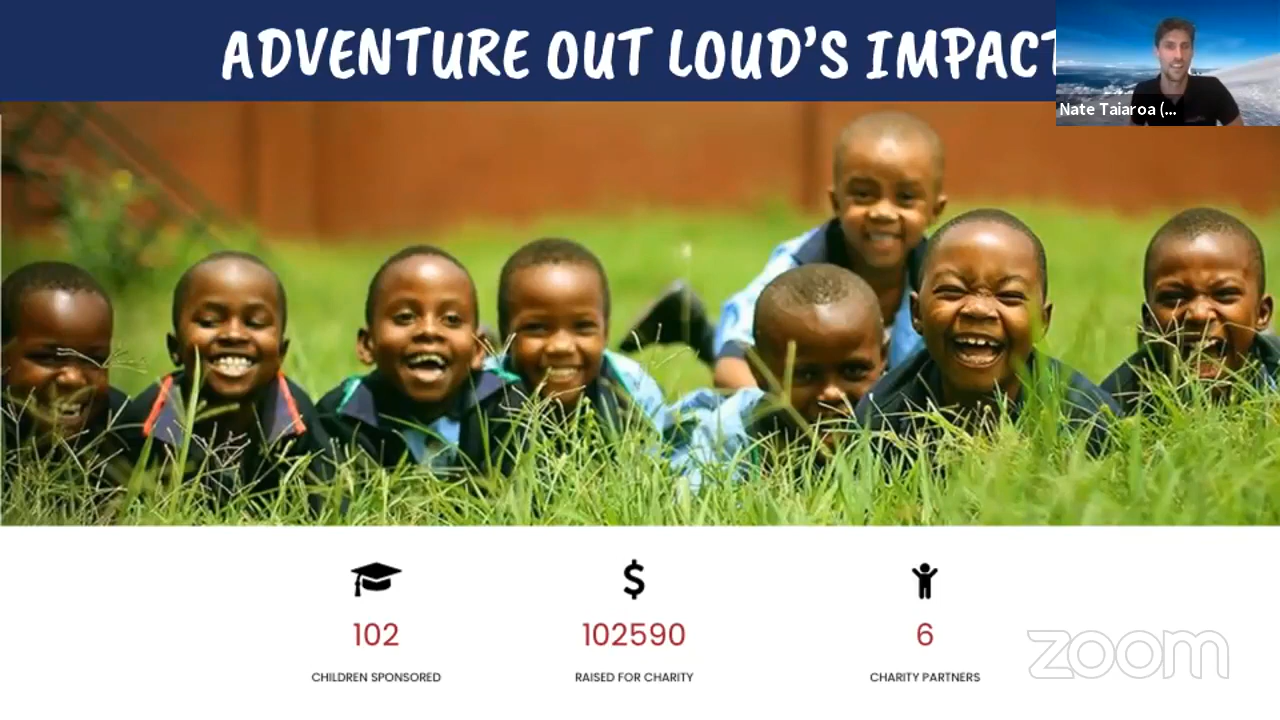 ADVENTURE OUT LOUD'S IMPACT
Nate Taiaroa (...
$
102
102590
6
CHILDREN SPONSORED
RAISED FOR CHARITY
CHARITY PARTNERS
zoom